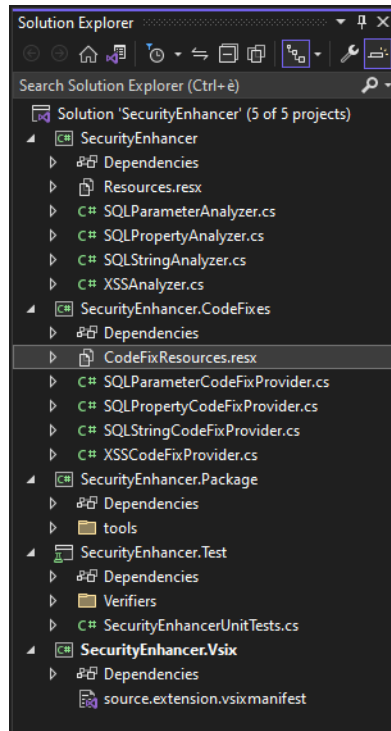 Solution Explorer
Search Solution Explorer (Ctrl+è)
Solution 'SecurityEnhancer' (5 of 5 projects)
C# SecurityEnhancer
Dependencies
Resources.resx
C# SQLParameterAnalyzer.cs
C# SQLPropertyAnalyzer.cs
C# SQLStringAnalyzer.cs
C# XSSAnalyzer.cs
C# SecurityEnhancer.CodeFixes
Dependencies
CodeFixResources.resx
C# SQLParameterCodeFixProvider.cs
C# SQLPropertyCodeFixProvider.cs
C# SQLStringCodeFixProvider.cs
C# XSSCodeFixProvider.cs
C# SecurityEnhancer.Package
Dependencies
tools
SecurityEnhancer.Test
Dependencies
Verifiers
C# SecurityEnhancerUnitTests.cs
C# SecurityEnhancer.Vsix
Dependencies
source.extension.vsixmanifest